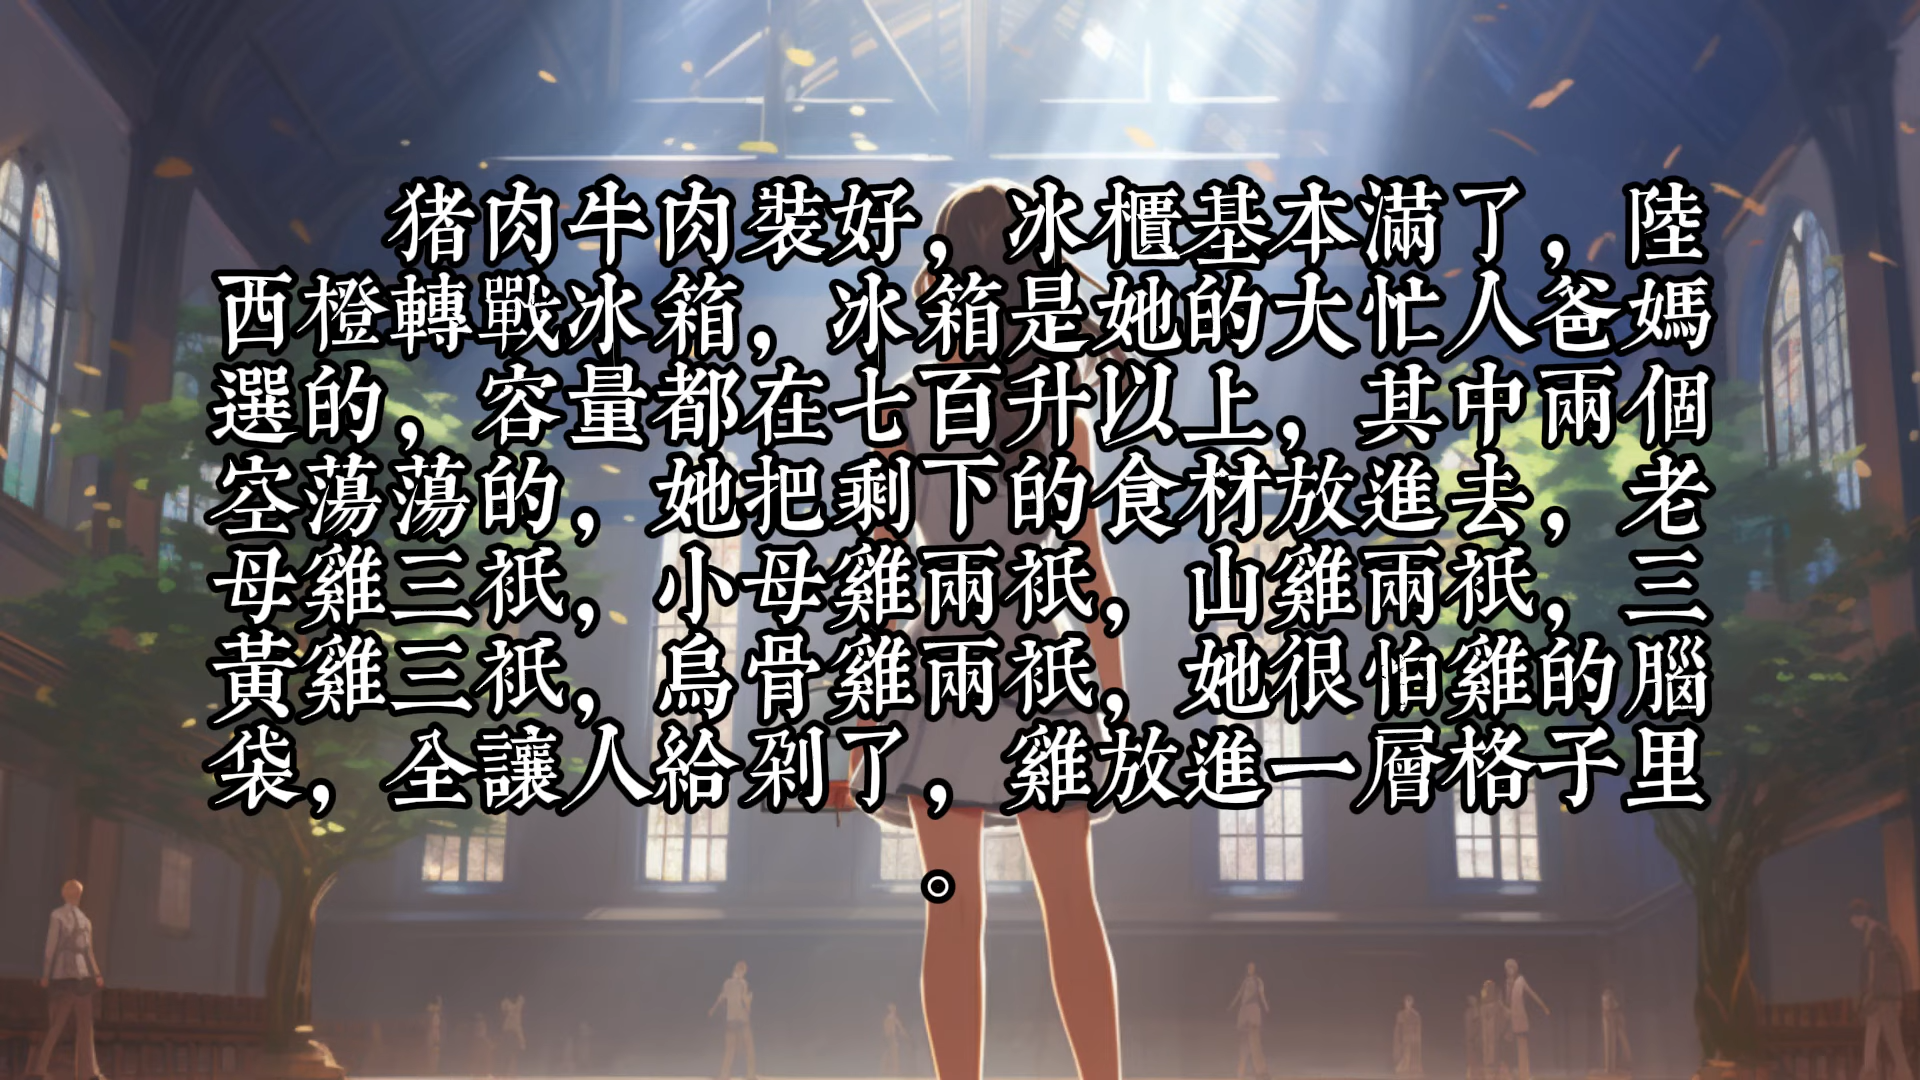 猪肉牛肉裝好，冰櫃基本滿了，陸
西橙轉戰冰箱，冰箱是她的大忙人爸媽
選的，容量都在七百升以上，其中兩個
空蕩蕩的，她把剩下的食材放進去，老
母雞三衹，小母雞兩衹，山雞兩衹，三
黃雞三衹，烏骨雞兩衹，她很怕雞的腦
袋，全讓人給剁了，雞放進一層格子里
。